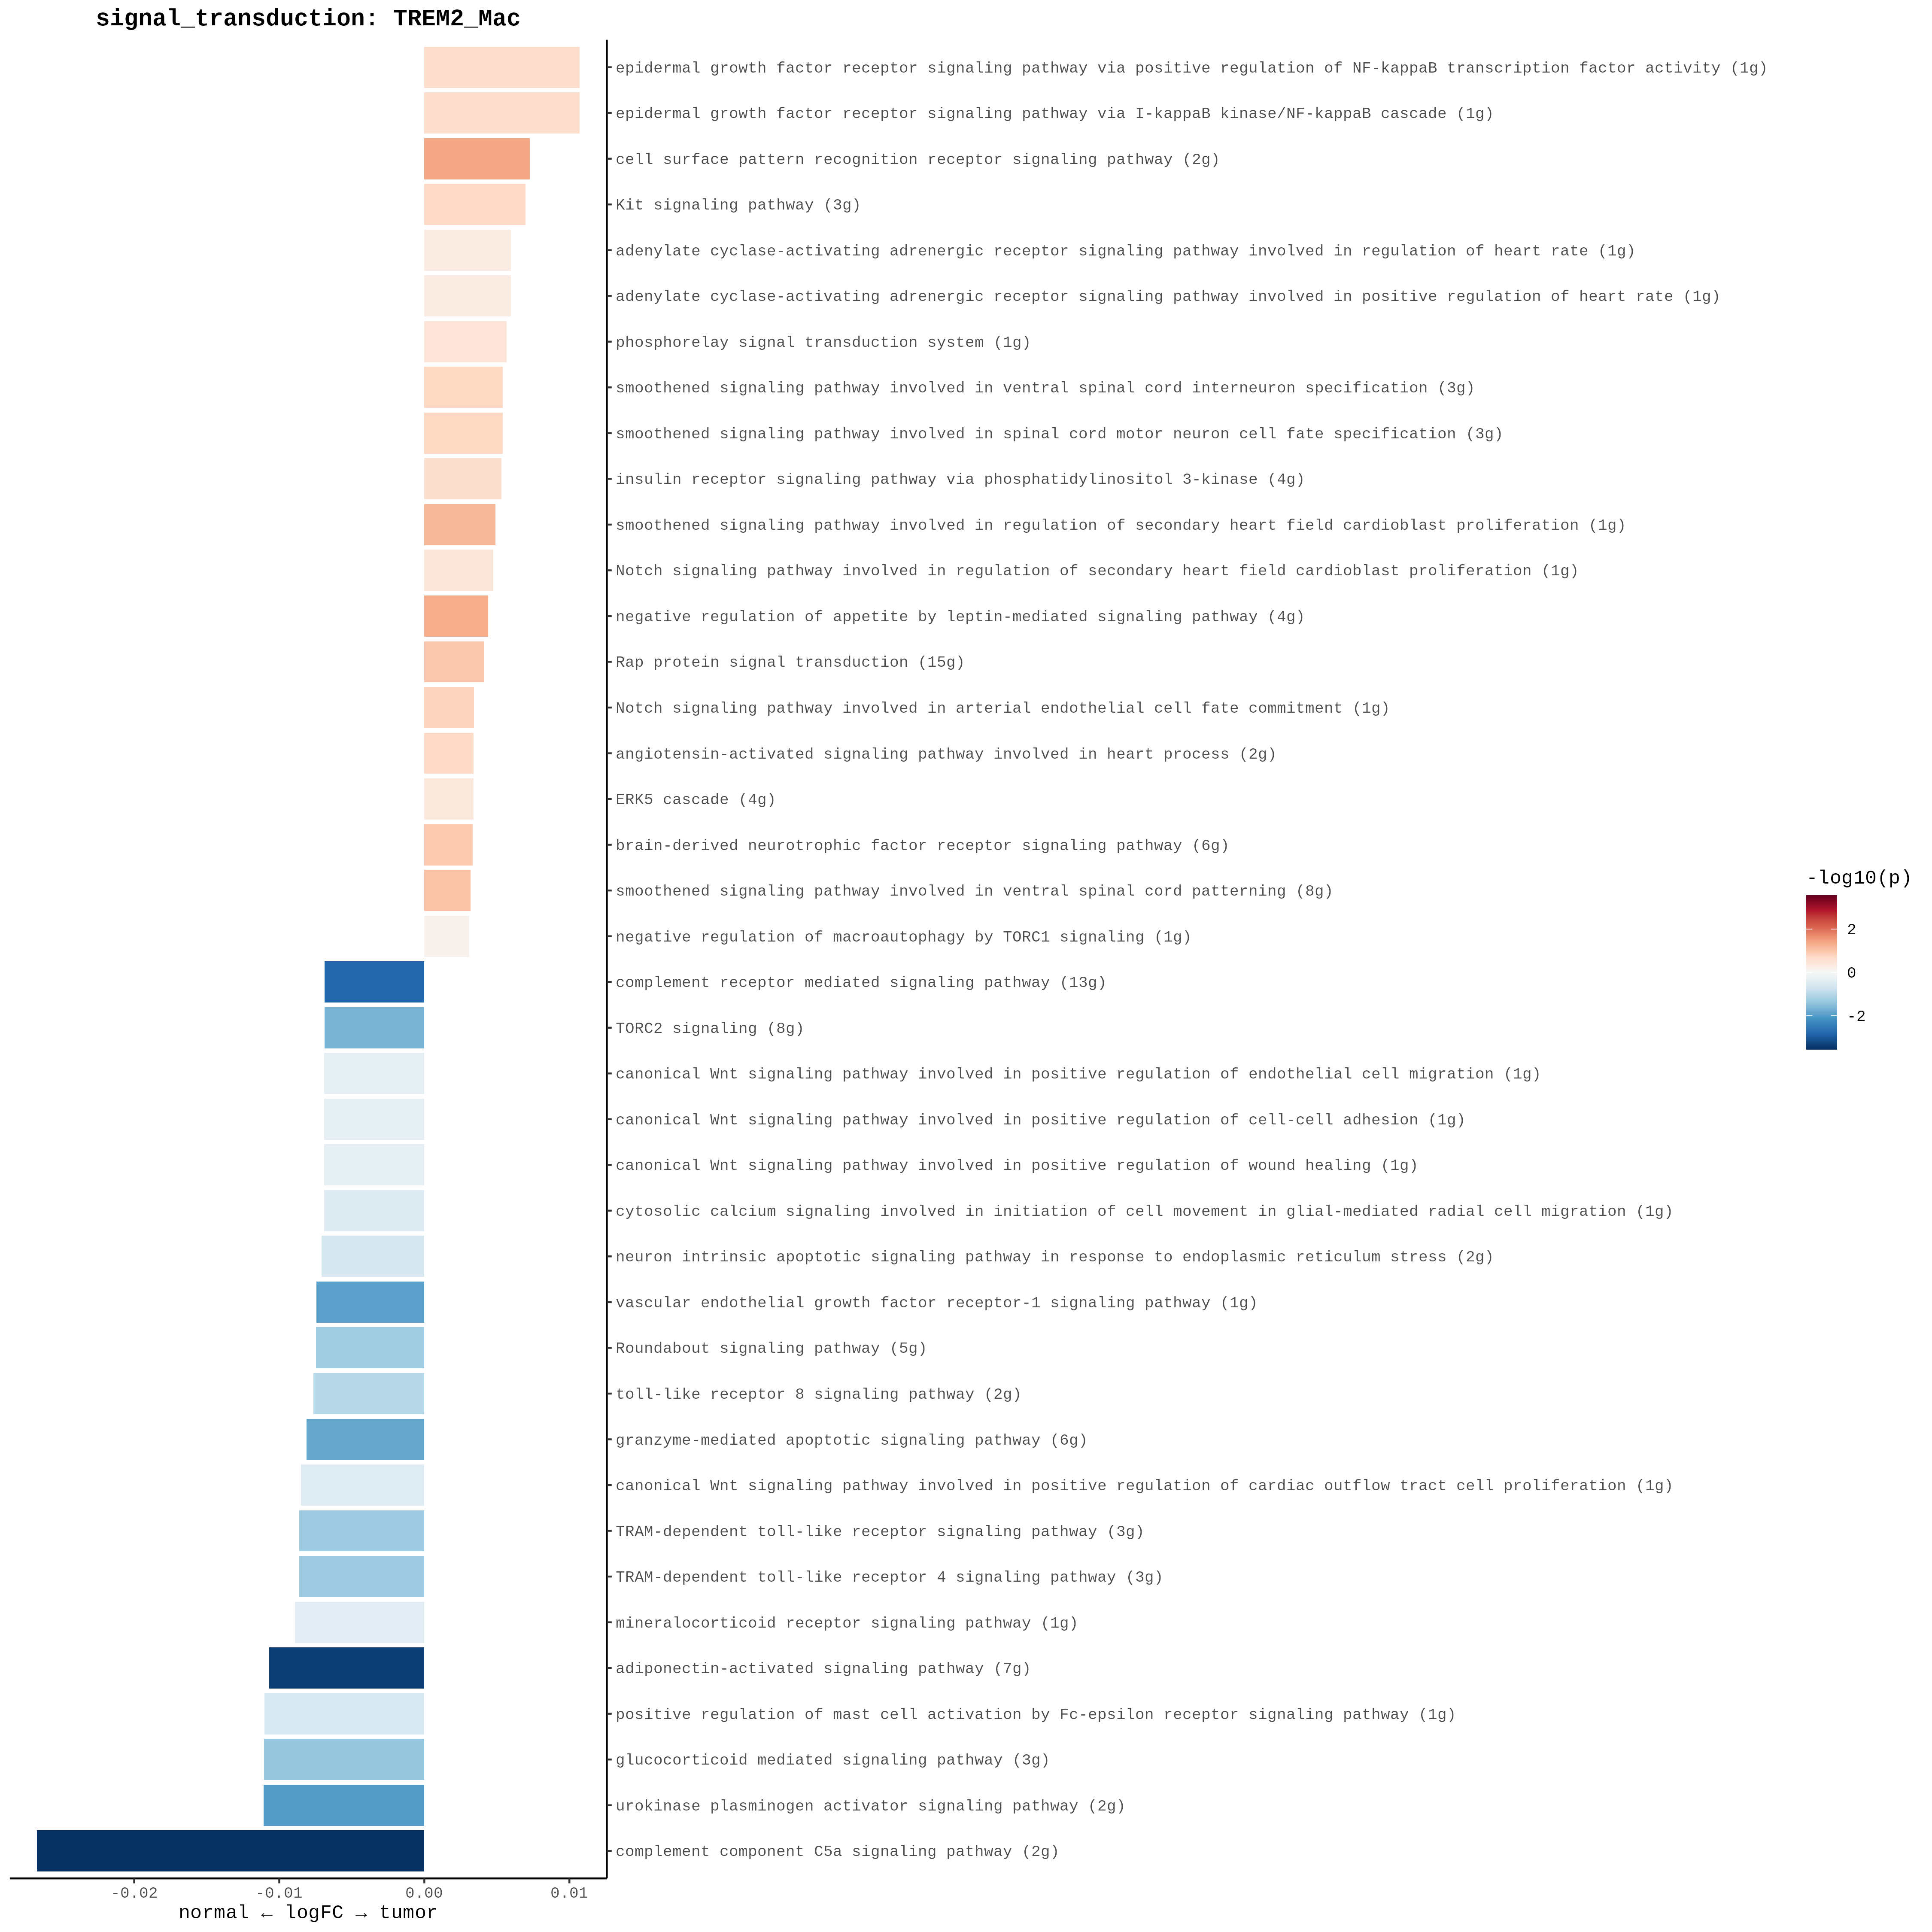 signal_transduction: TREM2_Mac
epidermal growth factor receptor signaling pathway via positive regulation of NF-kappaB transcription factor activity (1g)
epidermal growth factor receptor signaling pathway via I-kappaB kinase/NF-kappaB cascade (1g)
cell surface pattern recognition receptor signaling pathway (2g)
Kit signaling pathway (3g)
adenylate cyclase-activating adrenergic receptor signaling pathway involved in regulation of heart rate (1g)
adenylate cyclase-activating adrenergic receptor signaling pathway involved in positive regulation of heart rate (1g)
phosphorelay signal transduction system (1g)
smoothened signaling pathway involved in ventral spinal cord interneuron specification (3g)
smoothened signaling pathway involved in spinal cord motor neuron cell fate specification (3g)
insulin receptor signaling pathway via phosphatidylinositol 3-kinase (4g)
smoothened signaling pathway involved in regulation of secondary heart field cardioblast proliferation (1g)
Notch signaling pathway involved in regulation of secondary heart field cardioblast proliferation (1g)
negative regulation of appetite by leptin-mediated signaling pathway (4g)
Rap protein signal transduction (15g)
Notch signaling pathway involved in arterial endothelial cell fate commitment (1g)
angiotensin-activated signaling pathway involved in heart process (2g)
ERK5 cascade (4g)
brain-derived neurotrophic factor receptor signaling pathway (6g)
smoothened signaling pathway involved in ventral spinal cord patterning (8g)
negative regulation of macroautophagy by TORC1 signaling (1g)
complement receptor mediated signaling pathway (13g)
TORC2 signaling (8g)
canonical Wnt signaling pathway involved in positive regulation of endothelial cell migration (1g)
canonical Wnt signaling pathway involved in positive regulation of cell-cell adhesion (1g)
canonical Wnt signaling pathway involved in positive regulation of wound healing (1g)
cytosolic calcium signaling involved in initiation of cell movement in glial-mediated radial cell migration (1g)
neuron intrinsic apoptotic signaling pathway in response to endoplasmic reticulum stress (2g)
vascular endothelial growth factor receptor-1 signaling pathway (1g)
Roundabout signaling pathway (5g)
toll-like receptor 8 signaling pathway (2g)
granzyme-mediated apoptotic signaling pathway (6g)
canonical Wnt signaling pathway involved in positive regulation of cardiac outflow tract cell proliferation (1g)
TRAM-dependent toll-like receptor signaling pathway (3g)
TRAM-dependent toll-like receptor 4 signaling pathway (3g)
mineralocorticoid receptor signaling pathway (1g)
adiponectin-activated signaling pathway (7g)
positive regulation of mast cell activation by Fc-epsilon receptor signaling pathway (1g)
glucocorticoid mediated signaling pathway (3g)
urokinase plasminogen activator signaling pathway (2g)
complement component C5a signaling pathway (2g)
-0.02 -0.01 0.00 0.01
normal ← logFC → tumor
-log10(p)
2
0
-2